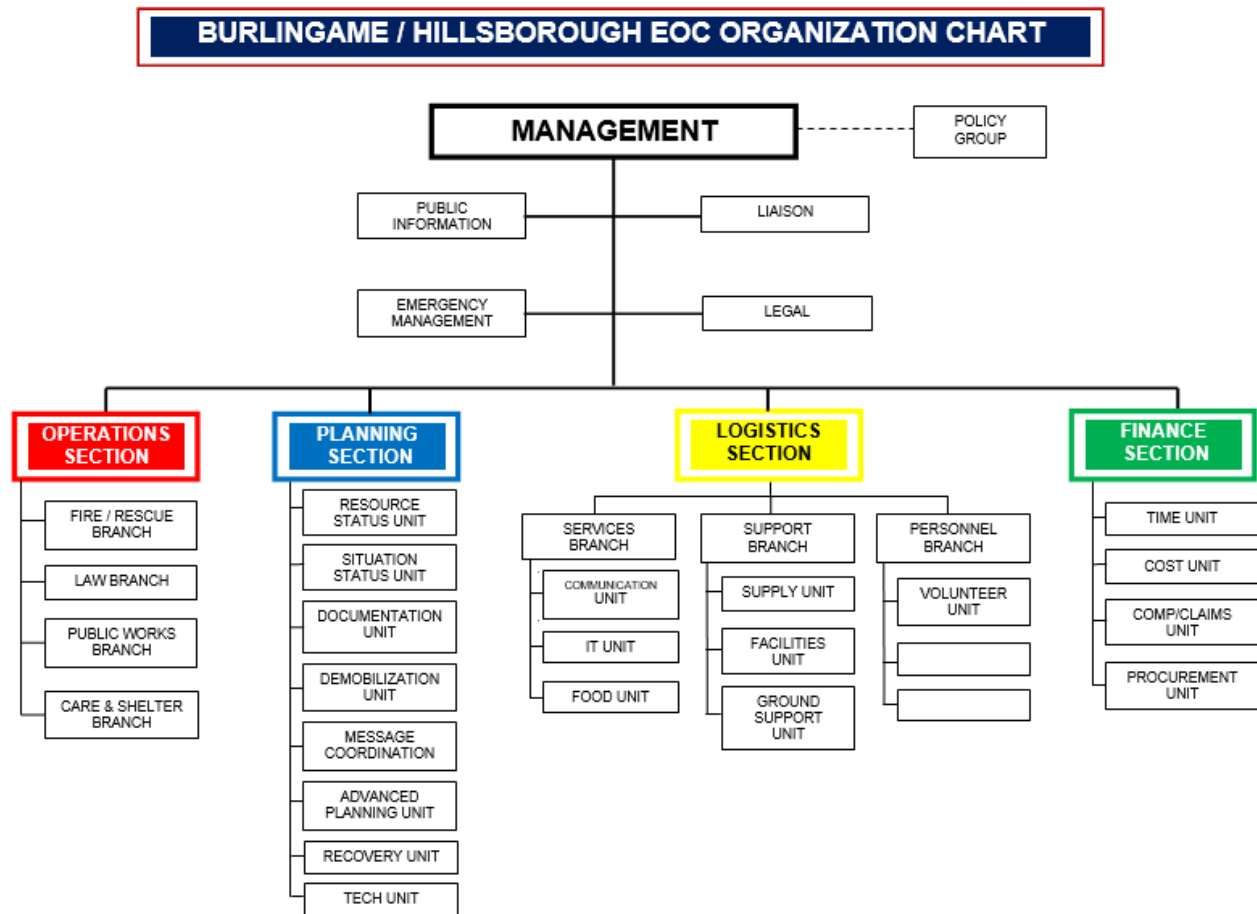 BURLINGAME / HILLSBOROUGH EOC ORGANIZATION CHART
MANAGEMENT
POLICY
GROUP
PUBLIC
INFORMATION
LIAISON
EMERGENCY
MANAGEMENT
LEGAL
OPERATIONS
SECTION
FIRE / RESCUE
BRANCH
LAW BRANCH
PUBLIC WORKS
BRANCH
CARE & SHELTER
BRANCH
PLANNING
SECTION
RESOURCE
STATUS UNIT
SITUATION
STATUS UNIT
DOCUMENTATION
UNIT
DEMOBILIZATION
UNIT
MESSAGE
COORDINATION
ADVANCED
PLANNING UNIT
RECOVERY UNIT
TECH UNIT
LOGISTICS
SECTION
SERVICES
BRANCH
COMMUNICATION
UNIT
IT UNIT
FOOD UNIT
SUPPORT
BRANCH
SUPPLY UNIT
FACILITIES
UNIT
GROUND
SUPPORT
UNIT
PERSONNEL
BRANCH
VOLUNTEER
UNIT
FINANCE
SECTION
TIME UNIT
COST UNIT
COMP/CLAIMS
UNIT
PROCUREMENT
UNIT